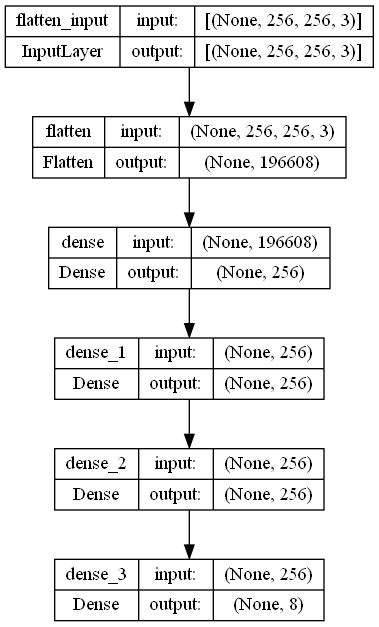 flatten_input input: [(None, 256, 256, 3)]
InputLayer output: [(None, 256, 256, 3)]
flatten input: (None, 256, 256, 3)
Flatten output: (None, 196608)
dense input: (None, 196608)
Dense output: (None, 256)
dense_1 input: (None, 256)
Dense output: (None, 256)
dense_2 input: (None, 256)
Dense output: (None, 256)
dense_3 input: (None, 256)
Dense output: (None, 8)